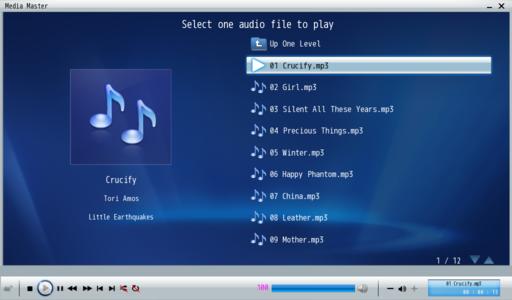 Media Master
Select one audio file to play
Up One Level
01 Crucify.mp3
02 Girl.mp3
03 Silent All These Years.mp3
04 Precious Things.mp3
05 Winter.mp3
06 Happy Phantom.mp3
07 China.mp3
08 Leather.mp3
09 Mother.mp3
Crucify
Tori Amos
Little Earthquakes
1 / 12
100
01 Crucify.mp3
00 : 00 : 13